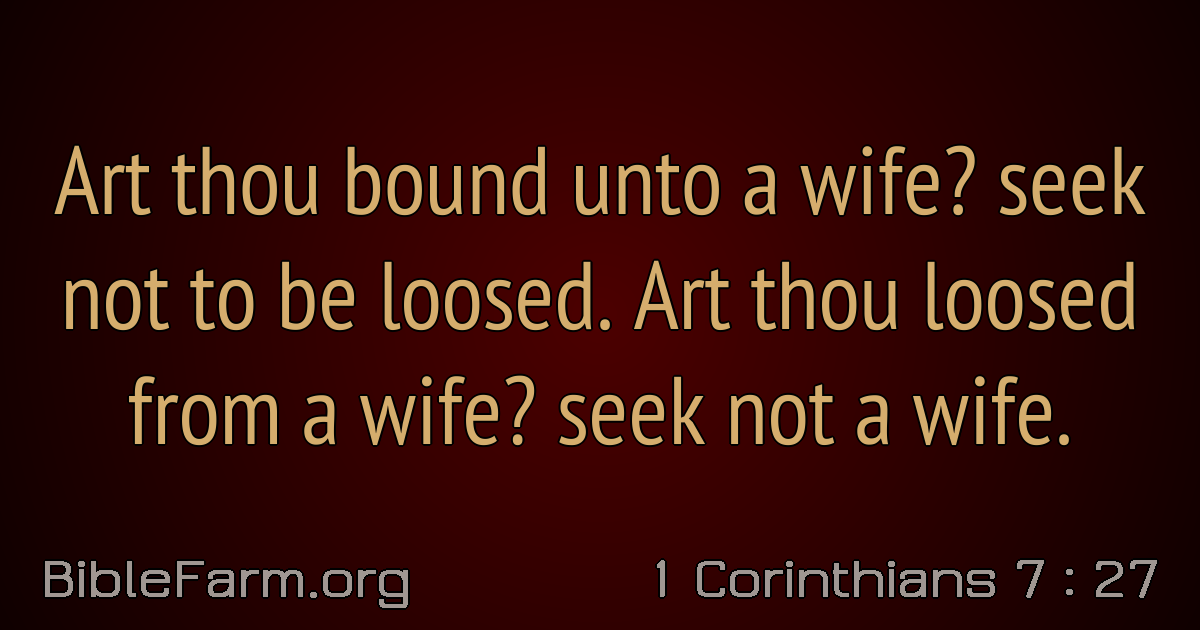 Art thou bound unto a wife? seek
not to be loosed. Art thou loosed
from a wife? seek not a wife.
BibleFarm.org
1 Corinthians 7 : 27